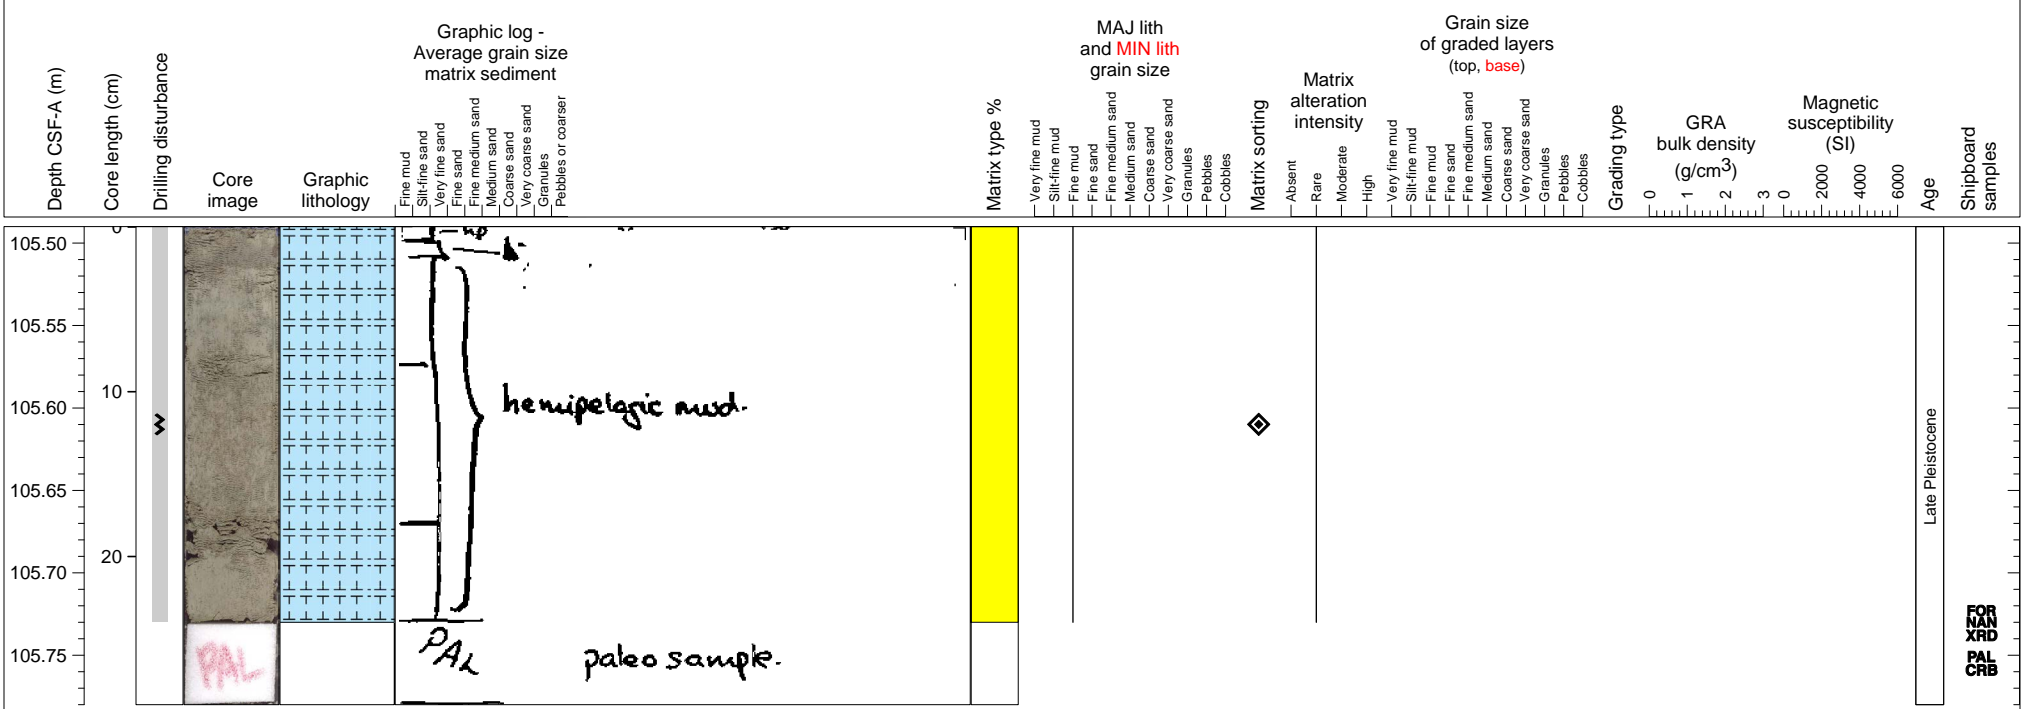 Depth CSF-A (m)
Core length (cm)
Drilling disturbance
Core
image
Graphic
lithology
Graphic log -
Average grain size
matrix sediment
Fine mud
Silt-fine sand
Very fine sand
Fine sand
Fine medium sand
Medium sand
Coarse sand
Very coarse sand
Granules
Pebbles or coarser
Matrix type %
MAJ lith
and MIN lith
grain size
Very fine mud
Silt-fine mud
Fine mud
Fine sand
Fine medium sand
Medium sand
Coarse sand
Very coarse sand
Granules
Pebbles
Cobbles
Matrix sorting
Matrix
alteration
intensity
Absent
Rare
Moderate
High
Grain size
of graded layers
(top, base)
Very fine mud
Silt-fine mud
Fine mud
Fine sand
Fine medium sand
Medium sand
Coarse sand
Very coarse sand
Granules
Pebbles
Cobbles
Grading type
GRA
bulk density
(g/cm3)
0 1 2 3
Magnetic
susceptibility
(SI)
0 2000 4000 6000
Age
Shipboard
samples
105.50
105.55
105.60
105.65
105.70
105.75
0
10
20
PAL
hemipelagic mud.
PAL
paleo sample.
Late Pleistocene
FOR
NAN
XRD
PAL
CRB